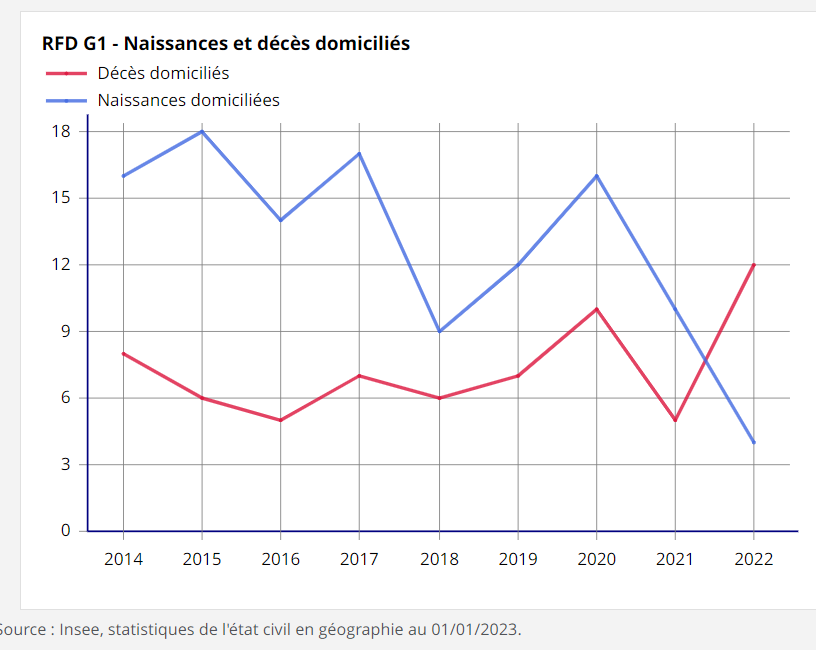 RFD G1 - Naissances et décès domiciliés
Décès domiciliés
Naissances domiciliées
18
15
12
9
6
3
0
2014 2015 2016 2017 2018 2019 2020 2021 2022
Source : Insee, statistiques de l'état civil en géographie au 01/01/2023.